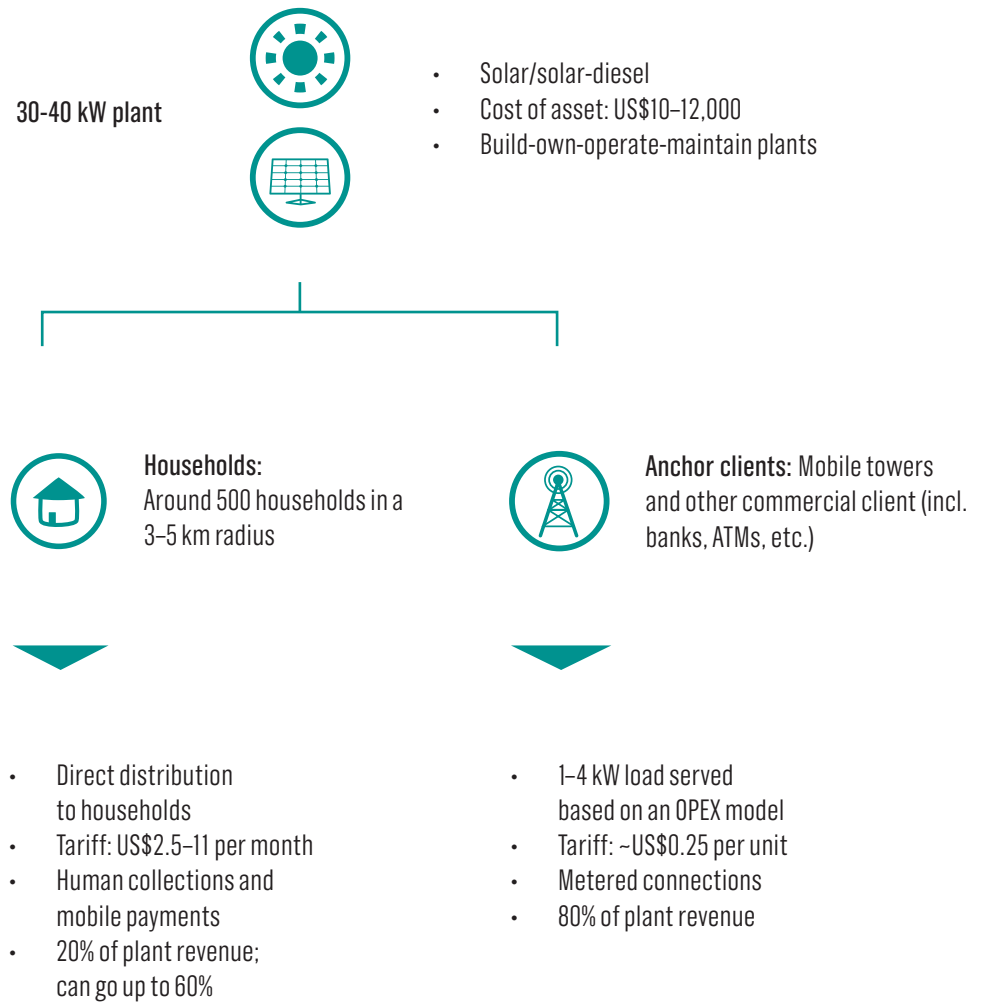 30-40 kW plant
• Solar/solar-diesel
• Cost of asset: US$10–12,000
• Build-own-operate-maintain plants
Households:
Around 500 households in a
3–5 km radius
Anchor clients: Mobile towers
and other commercial client (incl.
banks, ATMs, etc.)
• Direct distribution
to households
• Tariff: US$2.5–11 per month
• Human collections and
mobile payments
• 20% of plant revenue;
can go up to 60%
• 1–4 kW load served
based on an OPEX model
• Tariff: ~US$0.25 per unit
• Metered connections
• 80% of plant revenue